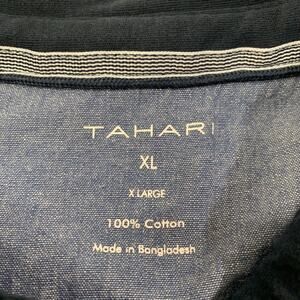 TAHARI
XL
X LARGE
100% Cotton
Made in Bangladesh